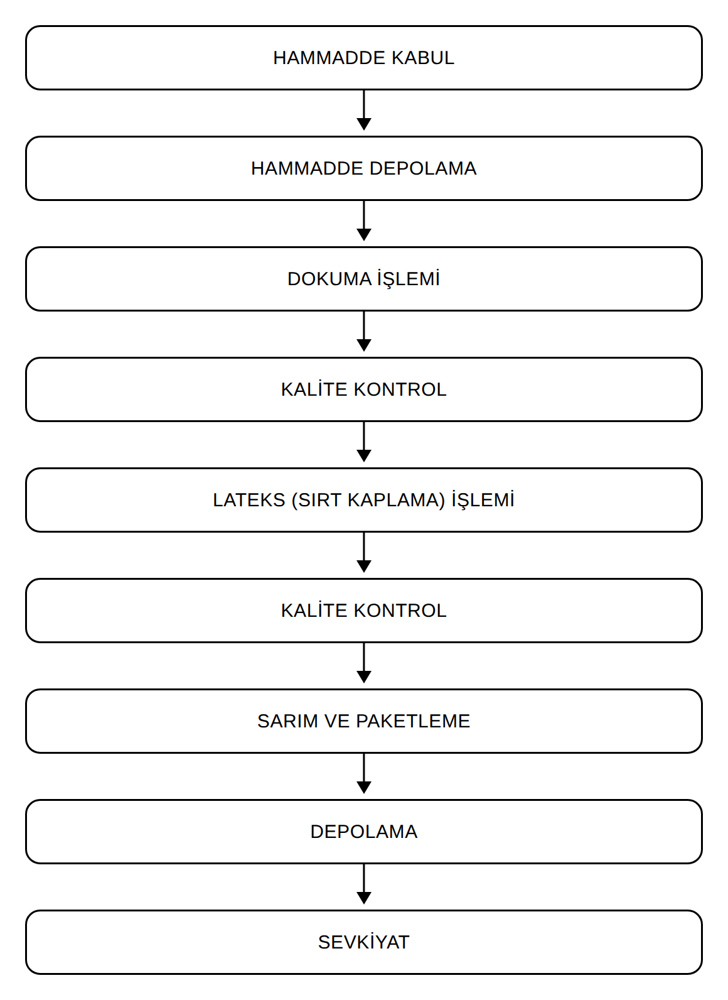 HAMMADDE KABUL
HAMMADDE DEPOLAMA
DOKUMA İŞLEMİ
KALİTE KONTROL
LATEKS (SIRT KAPLAMA) İŞLEMİ
KALİTE KONTROL
SARIM VE PAKETLEME
DEPOLAMA
SEVKİYAT